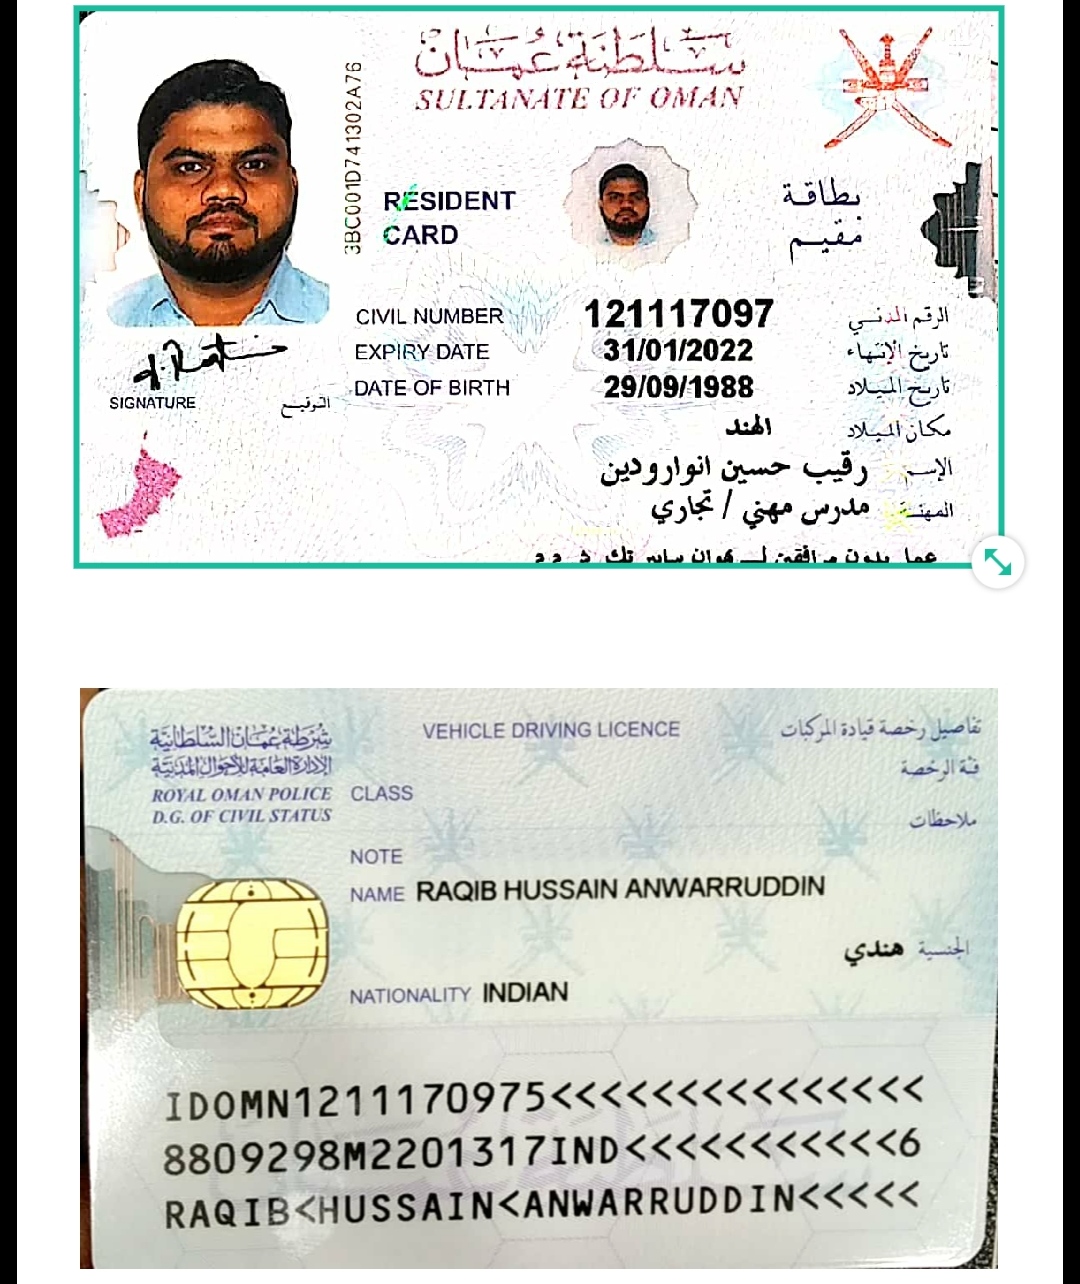 سلطنة عمان
SULTANATE OF OMAN
3BC001D741302A76
RESIDENT CARD
بطاقة مقيم
CIVIL NUMBER 121117097 الرقم المدني
EXPIRY DATE 31/01/2022 تاريخ الإنتهاء
DATE OF BIRTH 29/09/1988 تاريخ الميلاد
الهند مكان الميلاد
SIGNATURE التوقيع
الإسم رقيب حسين انوارودين
المهنة مدرس مهني / تجاري
عمل بدون مرافقين لـ
شرطة عمان السلطانية
الإدارة العامة للأحوال المدنية
ROYAL OMAN POLICE
D.G. OF CIVIL STATUS
VEHICLE DRIVING LICENCE تفاصيل رخصة قيادة المركبات
CLASS فئة الرخصة
NOTE ملاحظات
NAME RAQIB HUSSAIN ANWARRUDDIN
الجنسية هندي
NATIONALITY INDIAN
IDOMN1211170975<<<<<<<<<<<<<<<
8809298M2201317IND<<<<<<<<<<<6
RAQIB<HUSSAIN<ANWARRUDDIN<<<<<